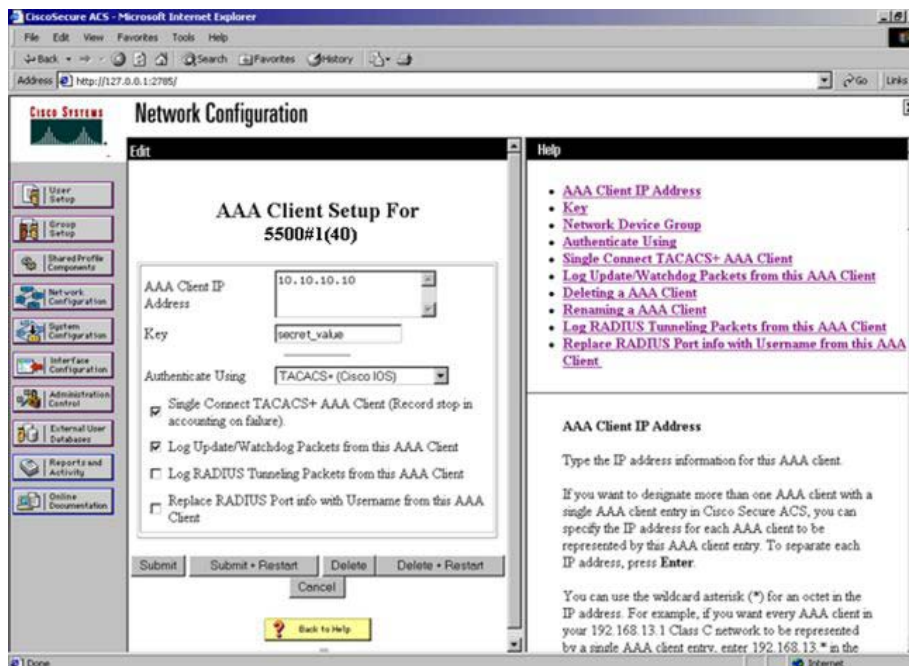 CiscoSecure ACS - Microsoft Internet Explorer
File Edit View Favorites Tools Help
Back Search Favorites History
Address http://127.0.0.1:2785/ Go Links
CISCO SYSTEMS
Network Configuration
User
Setup
Group
Setup
Shared Profile
Components
Network
Configuration
System
Configuration
Interface
Configuration
Administration
Control
External User
Databases
Reports and
Activity
Online
Documentation
Edit
AAA Client Setup For
5500#1(40)
AAA Client IP
Address
10.10.10.10
Key secret_value
Authenticate Using TACACS+ (Cisco IOS)
Single Connect TACACS+ AAA Client (Record stop in
accounting on failure).
Log Update/Watchdog Packets from this AAA Client
Log RADIUS Tunneling Packets from this AAA Client
Replace RADIUS Port info with Username from this AAA
Client
Submit Submit + Restart Delete Delete + Restart
Cancel
? Back to Help
Help
AAA Client IP Address
Key
Network Device Group
Authenticate Using
Single Connect TACACS+ AAA Client
Log Update/Watchdog Packets from this AAA Client
Deleting a AAA Client
Renaming a AAA Client
Log RADIUS Tunneling Packets from this AAA Client
Replace RADIUS Port info with Username from this AAA
Client
AAA Client IP Address
Type the IP address information for this AAA client.
If you want to designate more than one AAA client with a
single AAA client entry in Cisco Secure ACS, you can
specify the IP address for each AAA client to be
represented by this AAA client entry. To separate each
IP address, press Enter.
You can use the wildcard asterisk (*) for an octet in the
IP address. For example, if you want every AAA client in
your 192.168.13.1 Class C network to be represented
by a single AAA client entry, enter 192.168.13.* in the
Done Internet